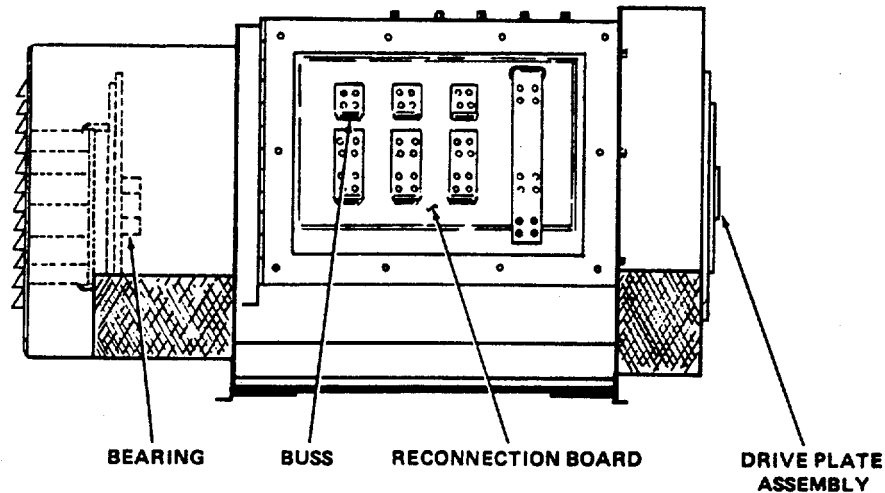 BEARING
BUSS
RECONNECTION BOARD
DRIVE PLATE
ASSEMBLY